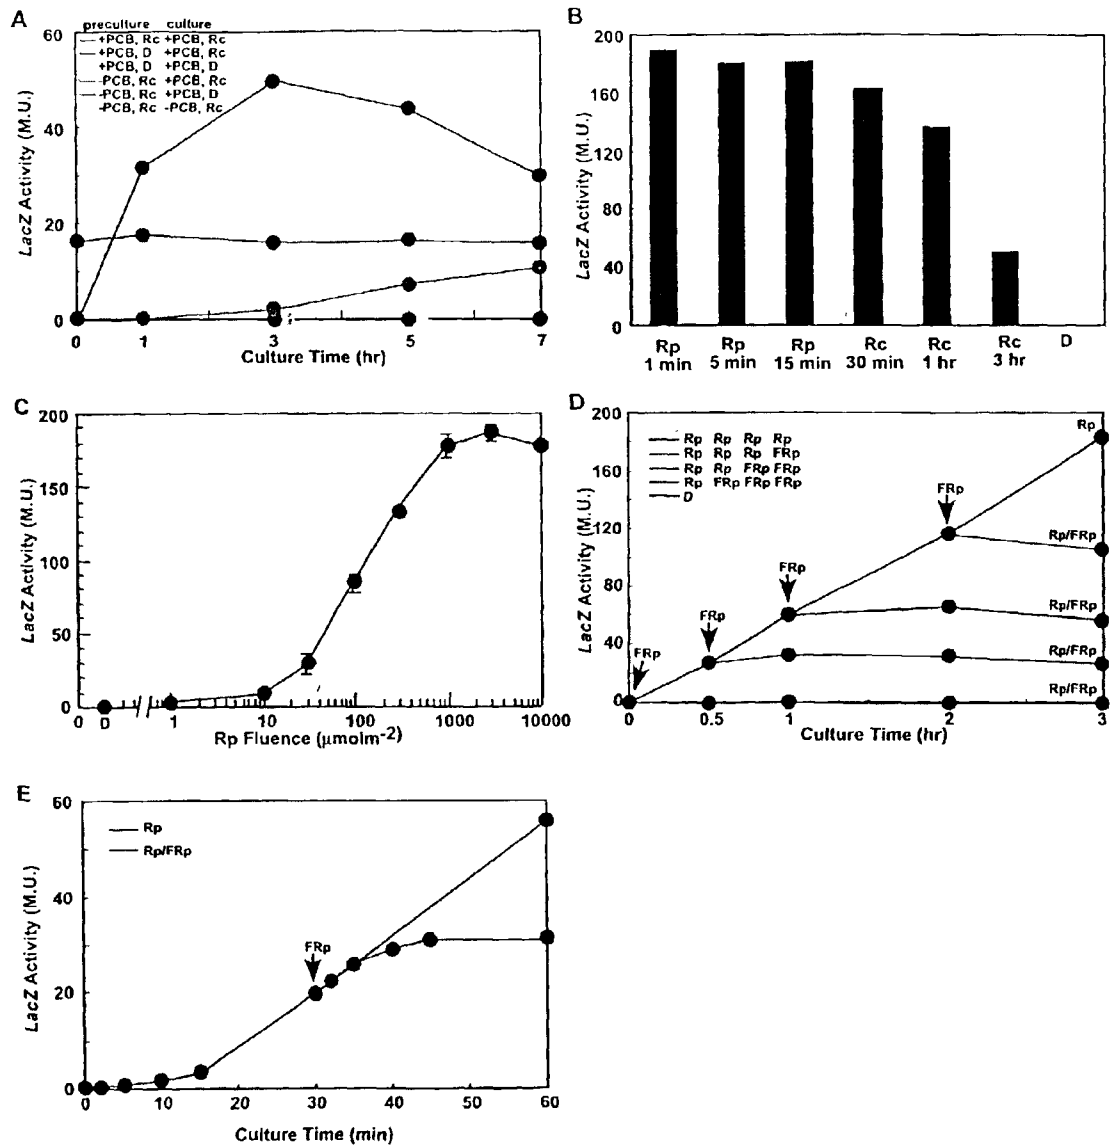 A
preculture culture
+PCB, Rc +PCB, Rc
+PCB, D +PCB, Rc
+PCB, D +PCB, D
-PCB, Rc +PCB, Rc
-PCB, Rc +PCB, D
-PCB, Rc -PCB, Rc
60
40
20
0
LacZ Activity (M.U.)
0 1 3 5 7
Culture Time (hr)
B
200
160
120
80
40
0
LacZ Activity (M.U.)
Rp Rp Rp Rc Rc Rc D
1 min 5 min 15 min 30 min 1 hr 3 hr
C
200
150
100
50
0
LacZ Activity (M.U.)
0 D 1 10 100 1000 10000
Rp Fluence (µmolm-2)
D
Rp Rp Rp Rp
Rp Rp Rp FRp
Rp Rp FRp FRp
Rp FRp FRp FRp
D
200
160
120
80
40
0
LacZ Activity (M.U.)
Rp
FRp
Rp/FRp
FRp
Rp/FRp
FRp
Rp/FRp
FRp
Rp/FRp
0 0.5 1 2 3
Culture Time (hr)
E
Rp
Rp/FRp
60
40
20
0
LacZ Activity (M.U.)
FRp
0 10 20 30 40 50 60
Culture Time (min)